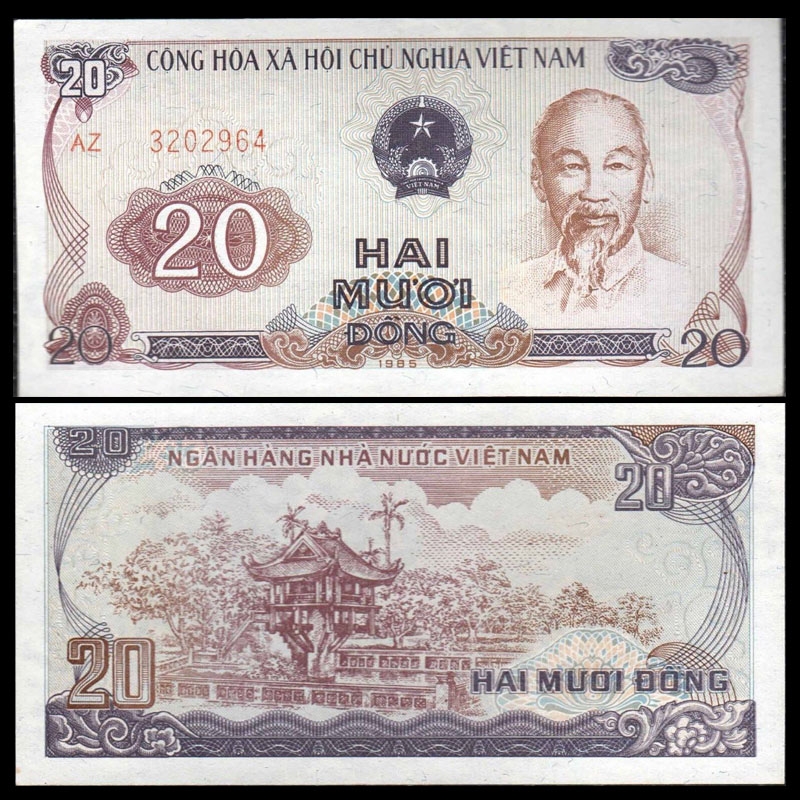 20
CỘNG HÒA XÃ HỘI CHỦ NGHĨA VIỆT NAM
AZ 3202964
VIỆT NAM
20
HAI
MƯƠI
ĐỒNG
20
1985
20
20
NGÂN HÀNG NHÀ NƯỚC VIỆT NAM
20
20
HAI MƯƠI ĐỒNG